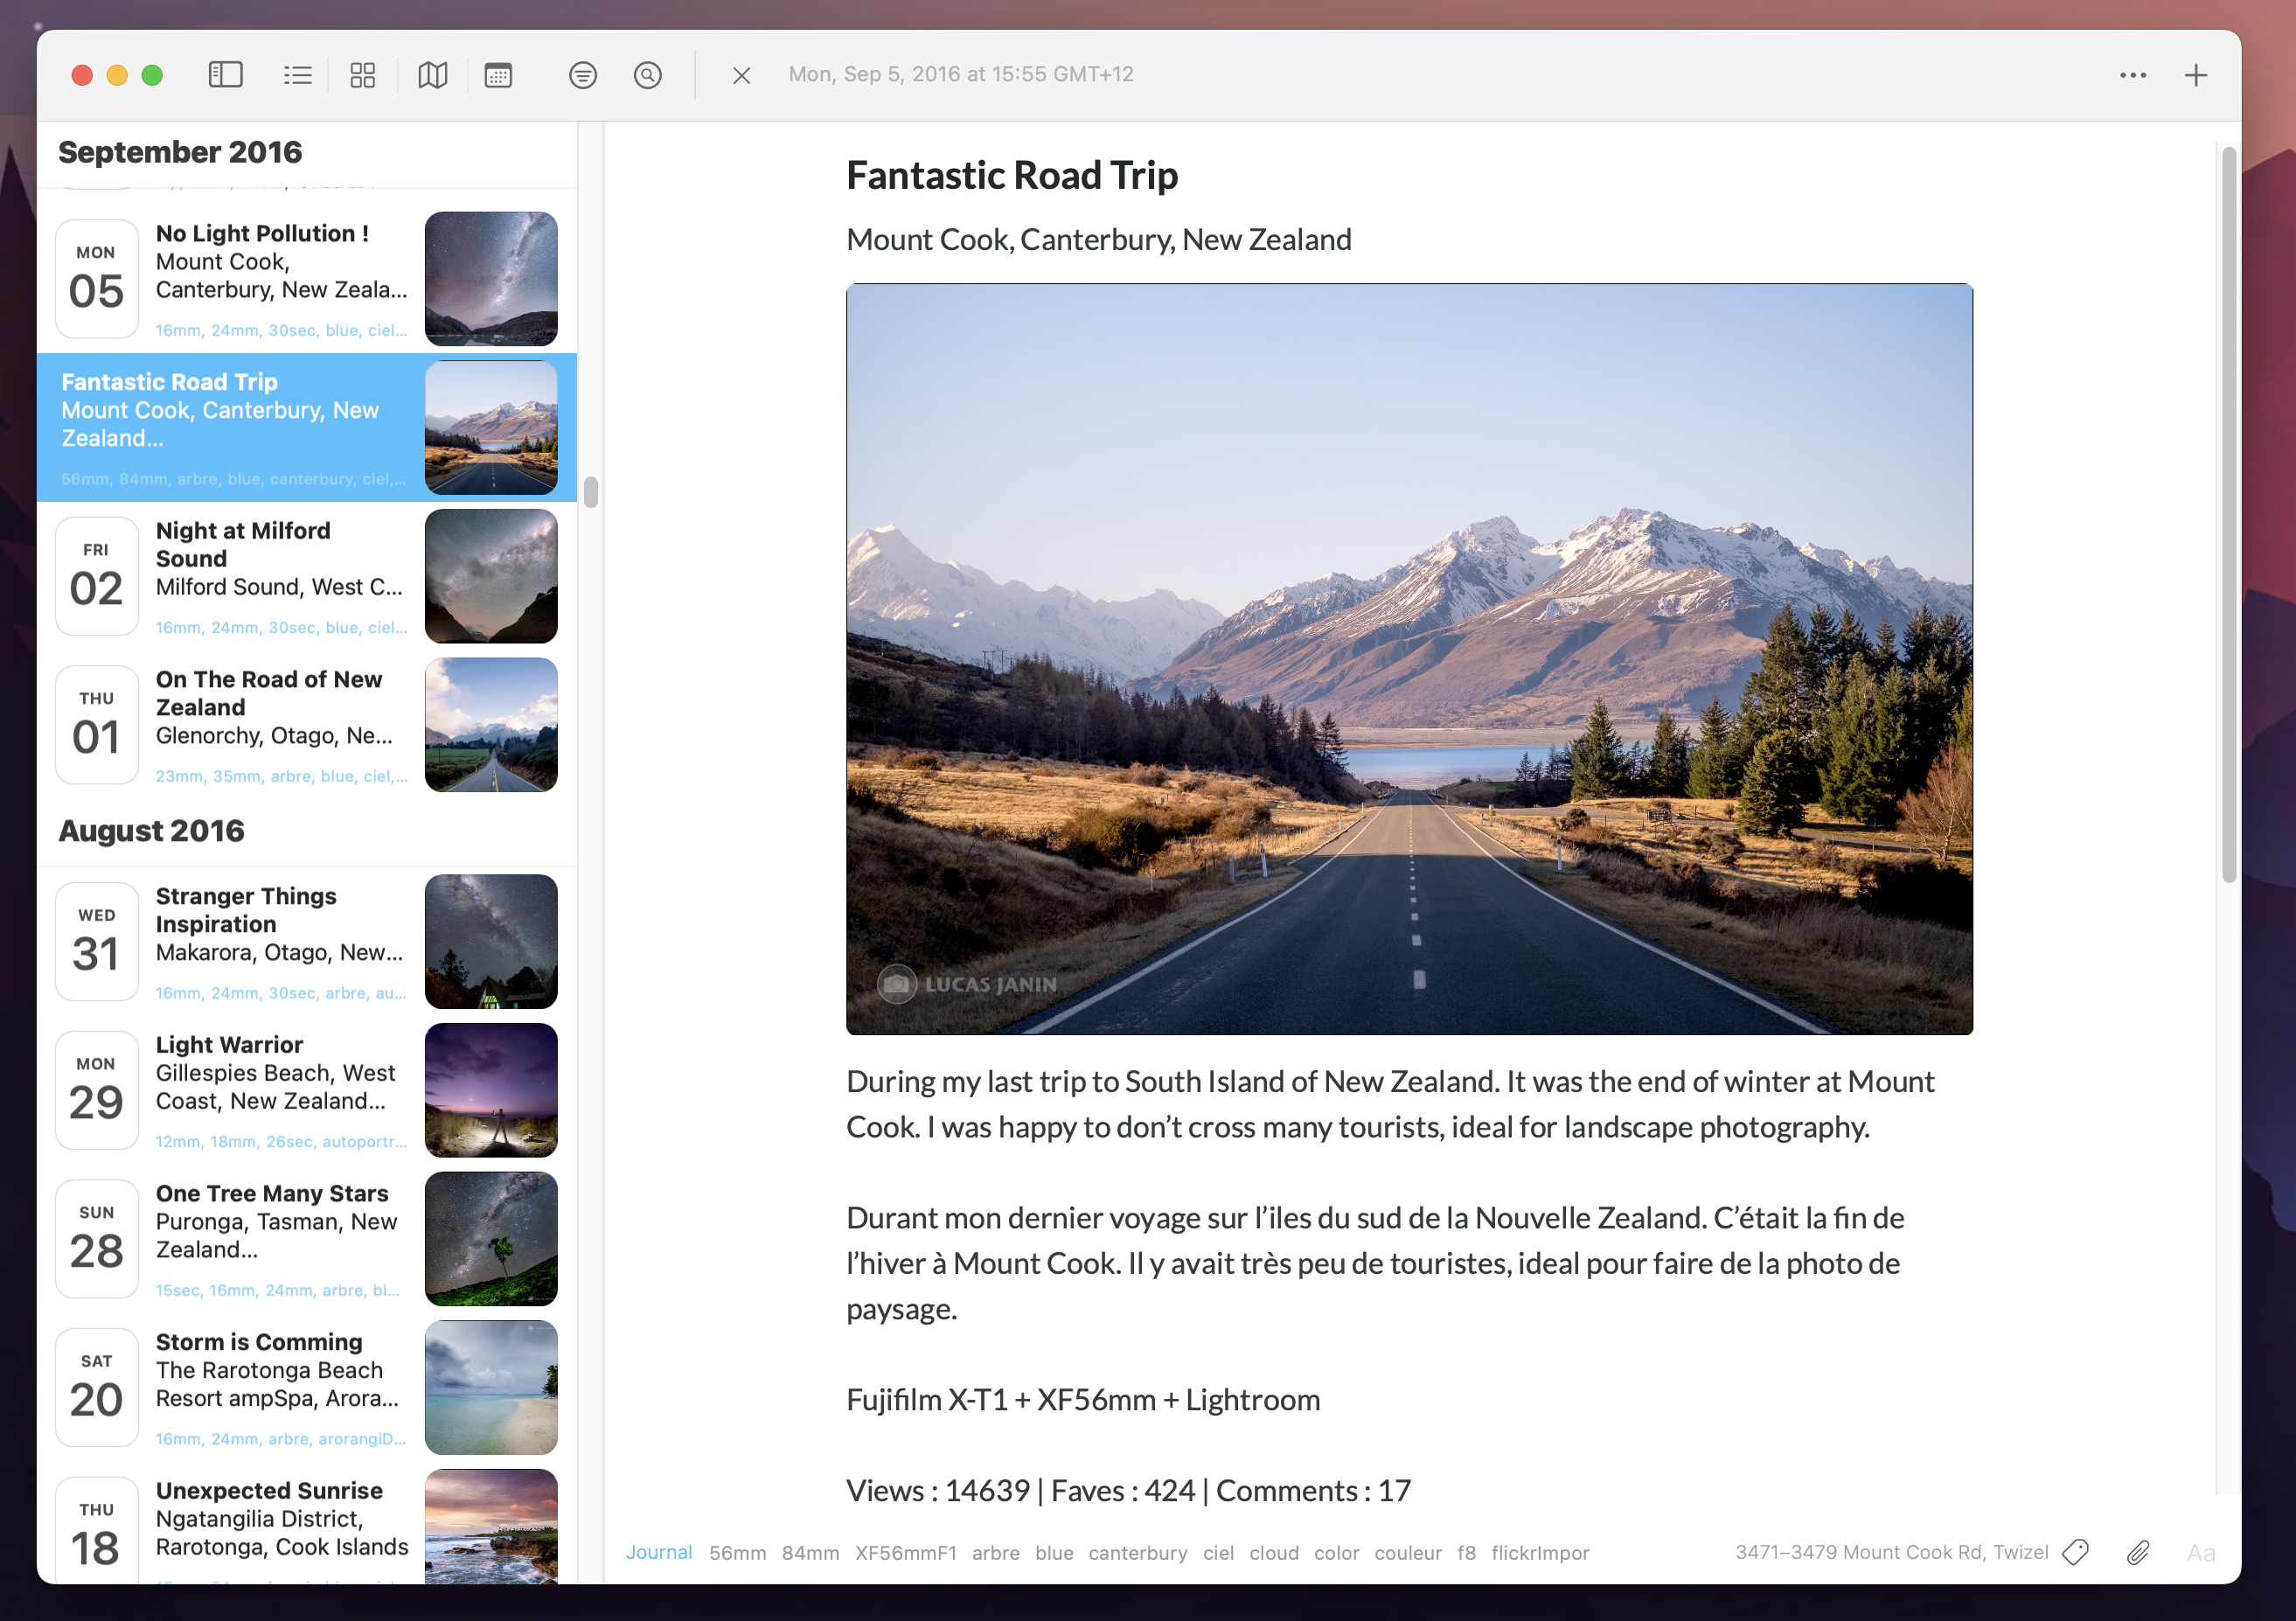 Mon, Sep 5, 2016 at 15:55 GMT+12
September 2016
MON
05
No Light Pollution !
Mount Cook,
Canterbury, New Zeala...
16mm, 24mm, 30sec, blue, ciel...
Fantastic Road Trip
Mount Cook, Canterbury, New
Zealand...
56mm, 84mm, arbre, blue, canterbury, ciel,...
FRI
02
Night at Milford
Sound
Milford Sound, West C...
16mm, 24mm, 30sec, blue, ciel...
THU
01
On The Road of New
Zealand
Glenorchy, Otago, Ne...
23mm, 35mm, arbre, blue, ciel,...
August 2016
WED
31
Stranger Things
Inspiration
Makarora, Otago, New...
16mm, 24mm, 30sec, arbre, au...
MON
29
Light Warrior
Gillespies Beach, West
Coast, New Zealand...
12mm, 18mm, 26sec, autoportr...
SUN
28
One Tree Many Stars
Puronga, Tasman, New
Zealand...
15sec, 16mm, 24mm, arbre, bl...
SAT
20
Storm is Comming
The Rarotonga Beach
Resort ampSpa, Arora...
16mm, 24mm, arbre, arorangiD...
THU
18
Unexpected Sunrise
Ngatangilia District,
Rarotonga, Cook Islands
Fantastic Road Trip
Mount Cook, Canterbury, New Zealand
LUCAS JANIN
During my last trip to South Island of New Zealand. It was the end of winter at Mount
Cook. I was happy to don’t cross many tourists, ideal for landscape photography.
Durant mon dernier voyage sur l’iles du sud de la Nouvelle Zealand. C’était la fin de
l’hiver à Mount Cook. Il y avait très peu de touristes, ideal pour faire de la photo de
paysage.
Fujifilm X-T1 + XF56mm + Lightroom
Views : 14639 | Faves : 424 | Comments : 17
Journal 56mm 84mm XF56mmF1 arbre blue canterbury ciel cloud color couleur f8 flickrImpor
3471–3479 Mount Cook Rd, Twizel
Aa